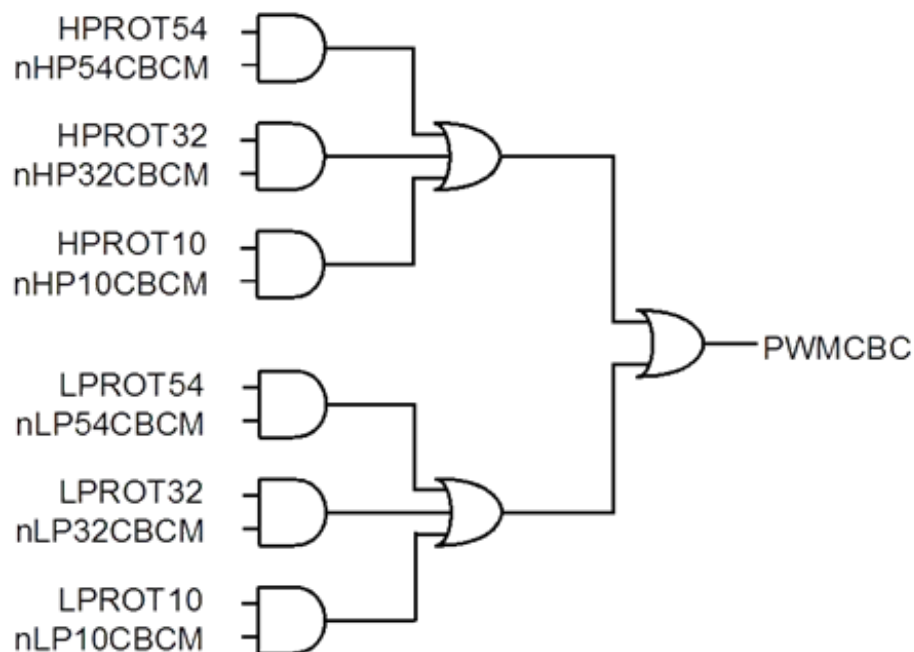 HPROT54
nHP54CBCM
HPROT32
nHP32CBCM
HPROT10
nHP10CBCM
PWMCBC
LPROT54
nLP54CBCM
LPROT32
nLP32CBCM
LPROT10
nLP10CBCM